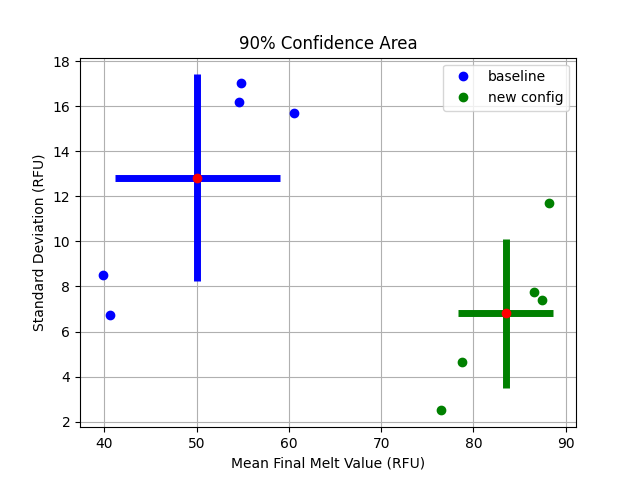 90% Confidence Area
baseline
new config
Standard Deviation (RFU)
18
16
14
12
10
8
6
4
2
40 50 60 70 80 90
Mean Final Melt Value (RFU)